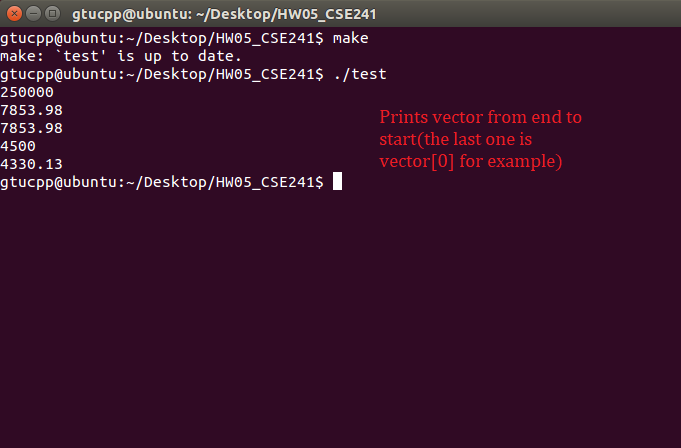 gtucpp@ubuntu: ~/Desktop/HW05_CSE241
gtucpp@ubuntu:~/Desktop/HW05_CSE241$ make
make: `test' is up to date.
gtucpp@ubuntu:~/Desktop/HW05_CSE241$ ./test
250000
7853.98
7853.98
4500
4330.13
gtucpp@ubuntu:~/Desktop/HW05_CSE241$
Prints vector from end to
start(the last one is
vector[0] for example)